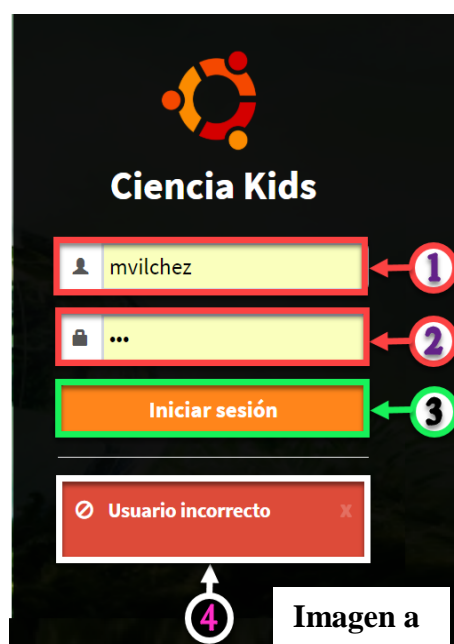 Ciencia Kids
mvilchez
1
•••
2
Iniciar sesión
3
Usuario incorrecto x
4
Imagen a